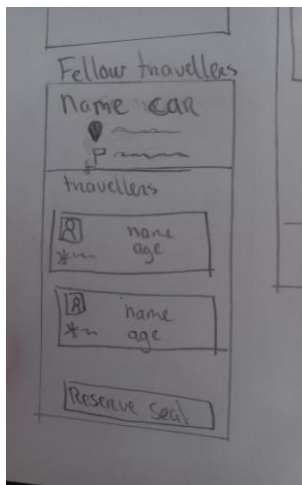 Fellow travellers
name car
travellers
name
age
name
age
Reserve Seat